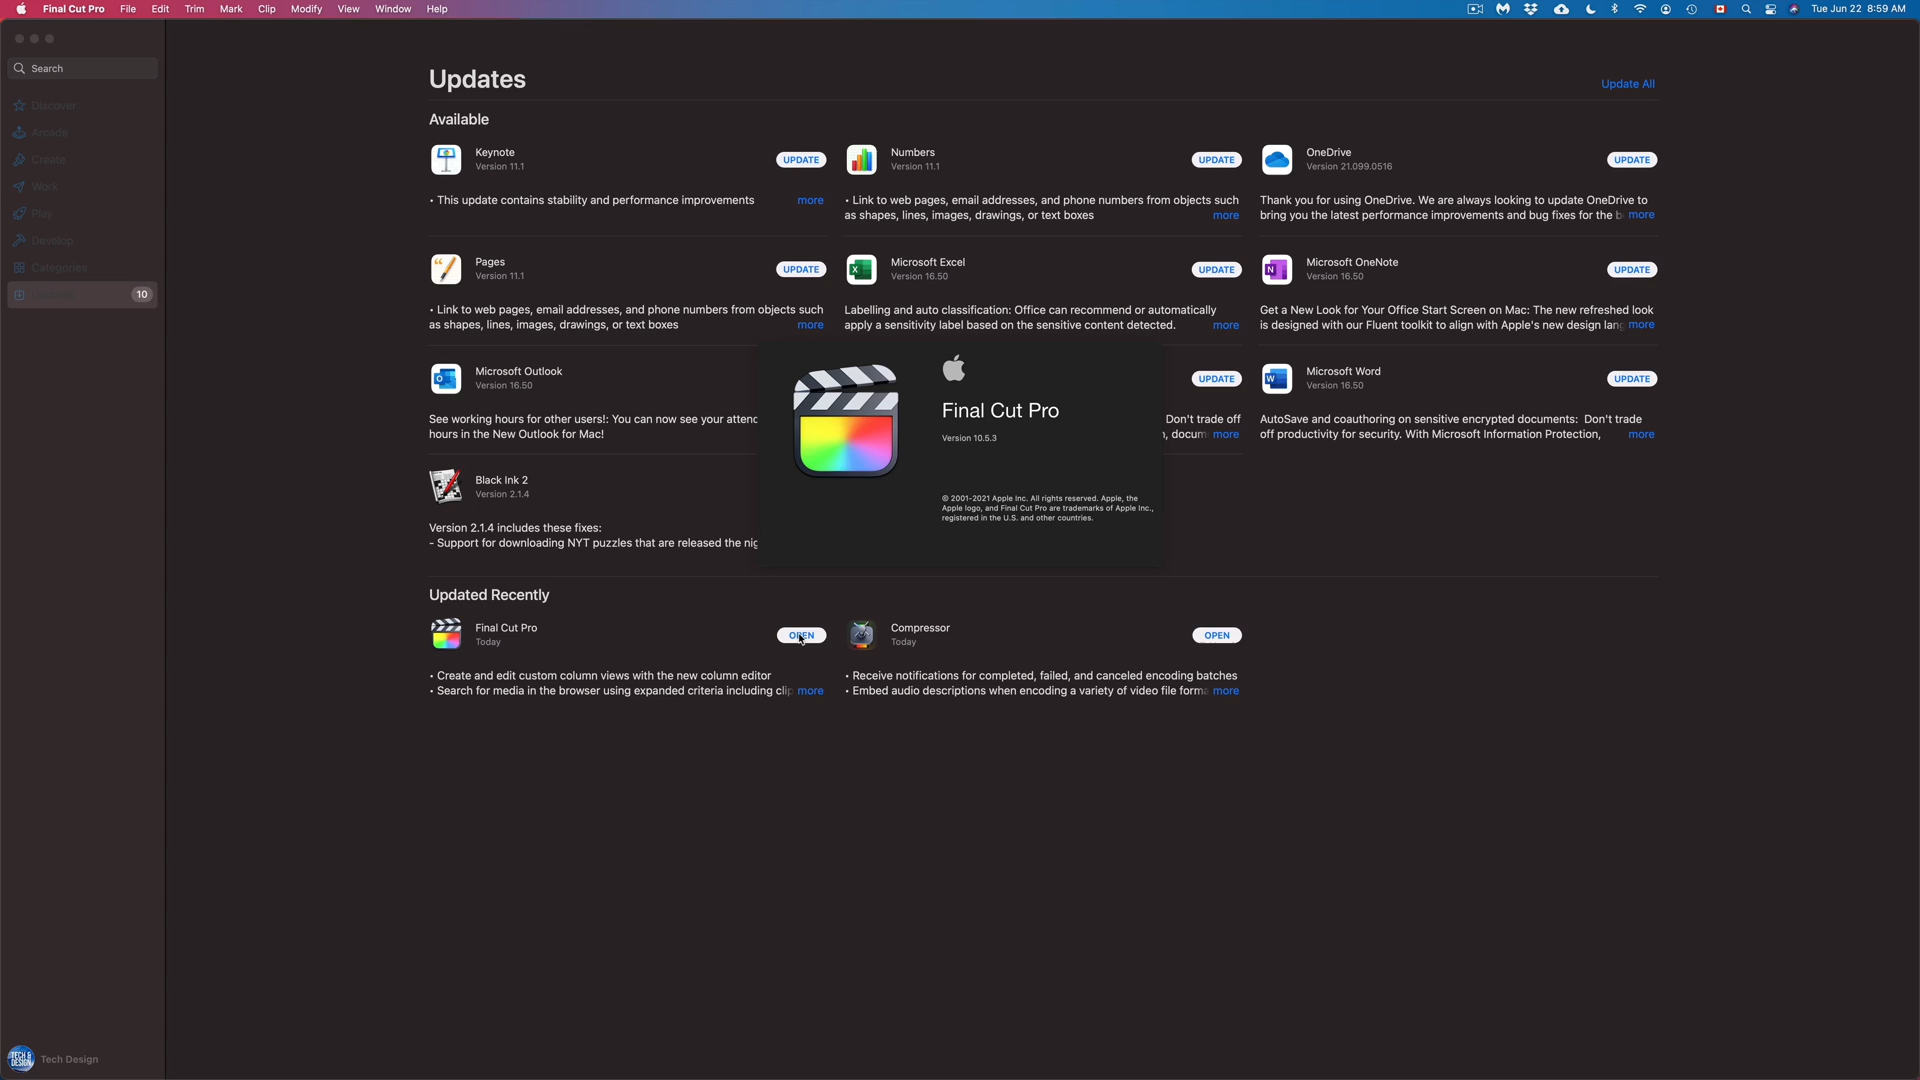 Final Cut Pro File Edit Trim Mark Clip Modify View Window Help
Tue Jun 22 8:59 AM
Search
Discover
Arcade
Create
Work
Play
Develop
Categories
10
Tech Design
Updates
Update All
Available
Keynote
Version 11.1
UPDATE
• This update contains stability and performance improvements more
Numbers
Version 11.1
UPDATE
• Link to web pages, email addresses, and phone numbers from objects such
as shapes, lines, images, drawings, or text boxes more
OneDrive
Version 21.099.0516
UPDATE
Thank you for using OneDrive. We are always looking to update OneDrive to
bring you the latest performance improvements and bug fixes for the b more
Pages
Version 11.1
UPDATE
• Link to web pages, email addresses, and phone numbers from objects such
as shapes, lines, images, drawings, or text boxes more
Microsoft Excel
Version 16.50
UPDATE
Labelling and auto classification: Office can recommend or automatically
apply a sensitivity label based on the sensitive content detected. more
Microsoft OneNote
Version 16.50
UPDATE
Get a New Look for Your Office Start Screen on Mac: The new refreshed look
is designed with our Fluent toolkit to align with Apple's new design lang more
Microsoft Outlook
Version 16.50
See working hours for other users!: You can now see your attend
hours in the New Outlook for Mac!
UPDATE
Don't trade off
, docum more
Microsoft Word
Version 16.50
UPDATE
AutoSave and coauthoring on sensitive encrypted documents: Don't trade
off productivity for security. With Microsoft Information Protection, more
Black Ink 2
Version 2.1.4
Version 2.1.4 includes these fixes:
- Support for downloading NYT puzzles that are released the nig
Final Cut Pro
Version 10.5.3
© 2001-2021 Apple Inc. All rights reserved. Apple, the
Apple logo, and Final Cut Pro are trademarks of Apple Inc.,
registered in the U.S. and other countries.
Updated Recently
Final Cut Pro
Today
OPEN
• Create and edit custom column views with the new column editor
• Search for media in the browser using expanded criteria including clip more
Compressor
Today
OPEN
• Receive notifications for completed, failed, and canceled encoding batches
• Embed audio descriptions when encoding a variety of video file forma more